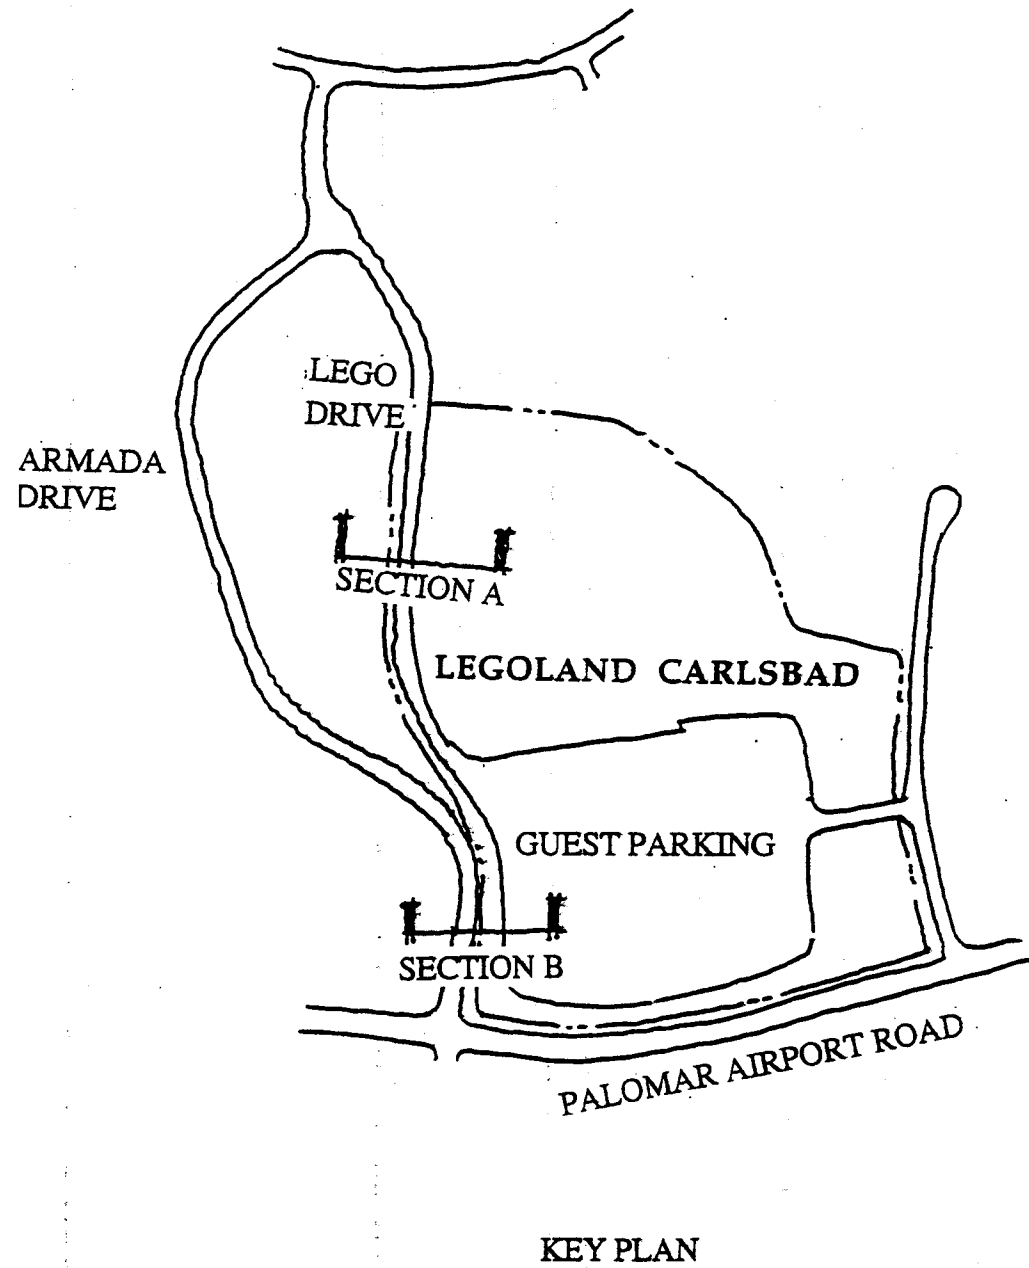 LEGO
DRIVE
ARMADA
DRIVE
SECTION A
LEGOLAND CARLSBAD
GUEST PARKING
SECTION B
PALOMAR AIRPORT ROAD
KEY PLAN